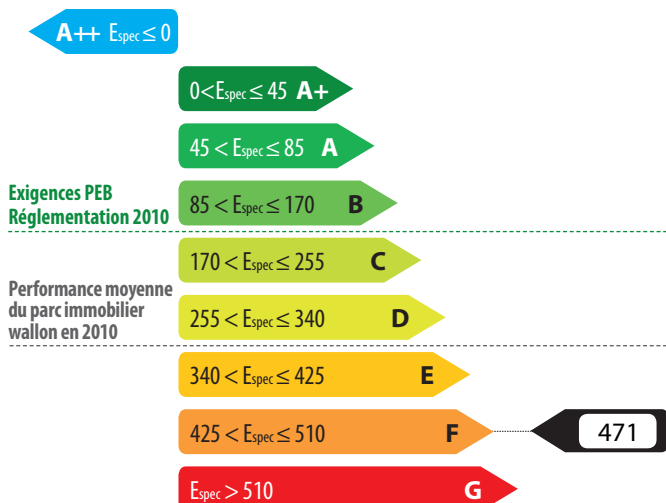 A++ Espec ≤ 0
0<Espec ≤ 45 A+
45 < Espec ≤ 85 A
Exigences PEB
Réglementation 2010
85 < Espec ≤ 170 B
170 < Espec ≤ 255 C
Performance moyenne
du parc immobilier
wallon en 2010
255 < Espec ≤ 340 D
340 < Espec ≤ 425 E
425 < Espec ≤ 510 F
471
Espec > 510 G